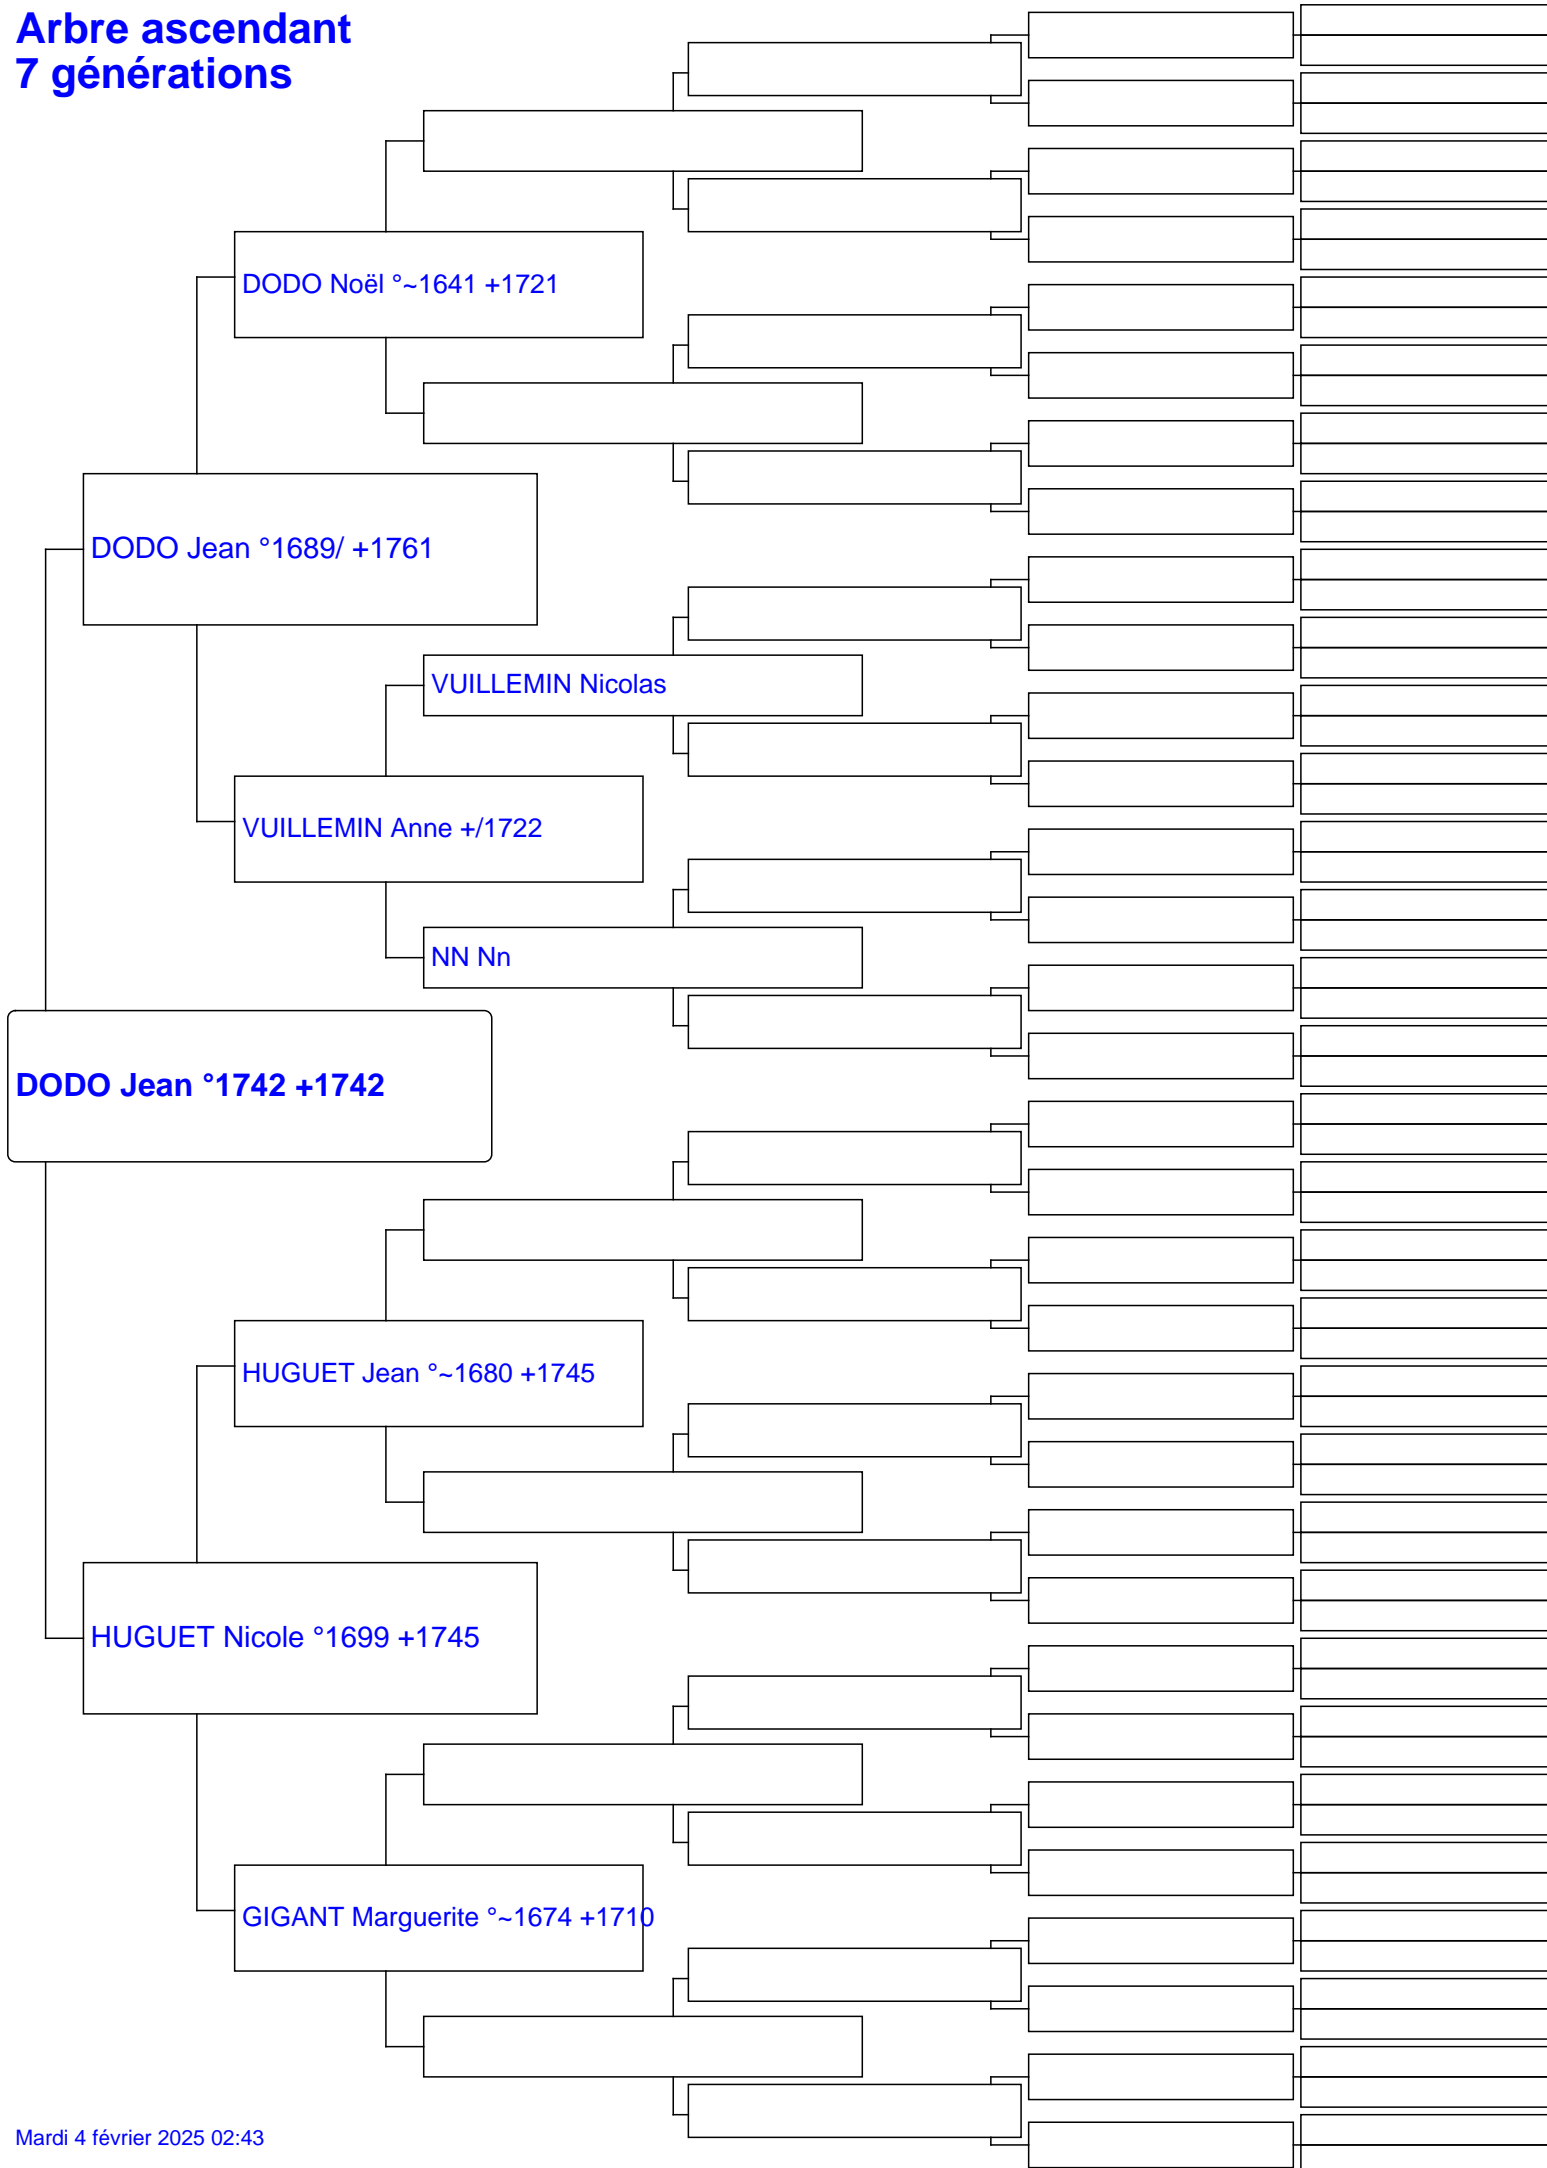 Arbre ascendant
7 générations
DODO Noël °~1641 +1721
DODO Jean °1689/ +1761
VUILLEMIN Nicolas
VUILLEMIN Anne +/1722
NN Nn
DODO Jean °1742 +1742
HUGUET Jean °~1680 +1745
HUGUET Nicole °1699 +1745
GIGANT Marguerite °~1674 +1710
Mardi 4 février 2025 02:43